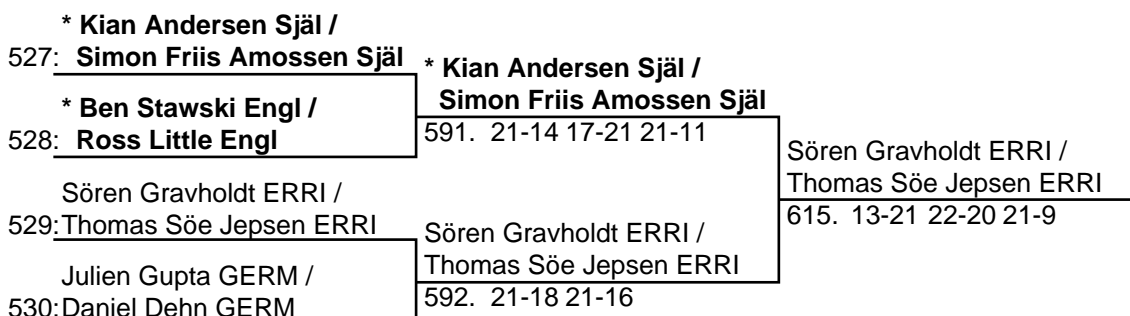 * Kian Andersen Själ /
527: Simon Friis Amossen Själ
* Ben Stawski Engl /
528: Ross Little Engl
Sören Gravholdt ERRI /
529:Thomas Söe Jepsen ERRI
Julien Gupta GERM /
530:Daniel Dehn GERM
* Kian Andersen Själ /
Simon Friis Amossen Själ
591. 21-14 17-21 21-11
Sören Gravholdt ERRI /
Thomas Söe Jepsen ERRI
592. 21-18 21-16
Sören Gravholdt ERRI /
Thomas Söe Jepsen ERRI
615. 13-21 22-20 21-9